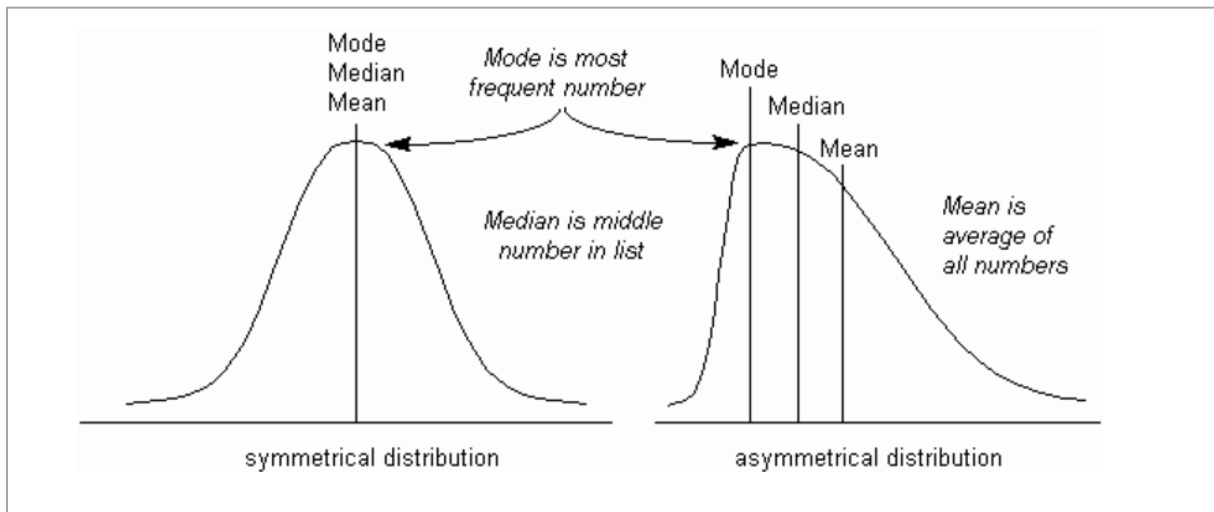 Mode
Median
Mean
Mode is most
frequent number
Median is middle
number in list
Mode
Median
Mean
Mean is
average of
all numbers
symmetrical distribution
asymmetrical distribution